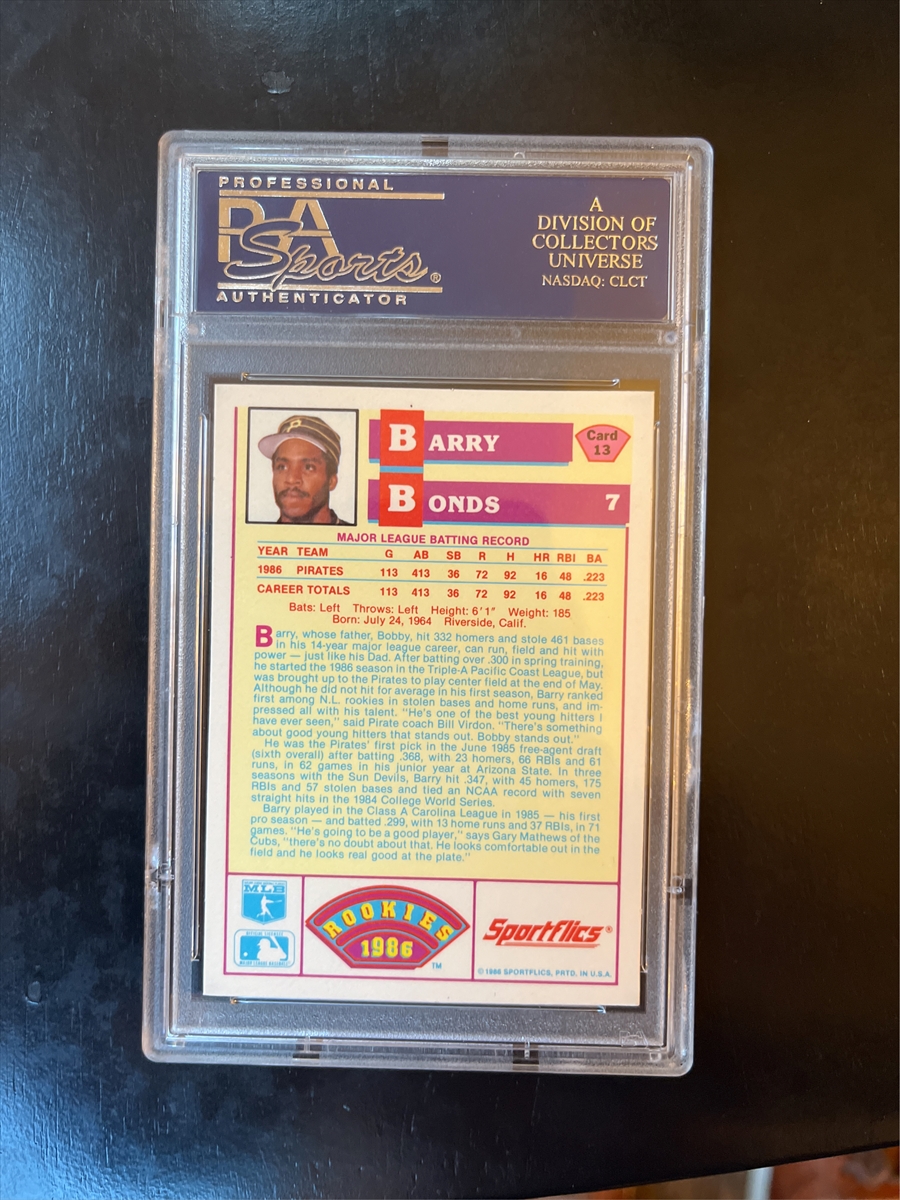 PROFESSIONAL
PSA
Sports®
AUTHENTICATOR
A
DIVISION OF
COLLECTORS
UNIVERSE
NASDAQ: CLCT
BARRY
Card
13
BONDS 7
MAJOR LEAGUE BATTING RECORD
YEAR TEAM G AB SB R H HR RBI BA
1986 PIRATES 113 413 36 72 92 16 48 .223
CAREER TOTALS 113 413 36 72 92 16 48 .223
Bats: Left Throws: Left Height: 6'1" Weight: 185
Born: July 24, 1964 Riverside, Calif.
Barry, whose father, Bobby, hit 332 homers and stole 461 bases
in his 14-year major league career, can run, field and hit with
power — just like his Dad. After batting over .300 in spring training,
he started the 1986 season in the Triple-A Pacific Coast League, but
was brought up to the Pirates to play center field at the end of May.
Although he did not hit for average in his first season, Barry ranked
first among N.L. rookies in stolen bases and home runs, and im-
pressed all with his talent. "He's one of the best young hitters I
have ever seen," said Pirate coach Bill Virdon. "There's something
about good young hitters that stands out. Bobby stands out."
He was the Pirates' first pick in the June 1985 free-agent draft
(sixth overall) after batting .368, with 23 homers, 66 RBIs and 61
runs, in 62 games in his junior year at Arizona State. In three
seasons with the Sun Devils, Barry hit .347, with 45 homers, 175
RBIs and 57 stolen bases and tied an NCAA record with seven
straight hits in the 1984 College World Series.
Barry played in the Class A Carolina League in 1985 — his first
pro season — and batted .299, with 13 home runs and 37 RBIs, in 71
games. "He's going to be a good player," says Gary Mathews of the
Cubs, "there's no doubt about that. He looks comfortable out in the
field and he looks real good at the plate."
MLB
ROOKIES
1986
TM
Sportflics®
© 1986 SPORTFLICS, PRTD. IN U.S.A.
MAJOR LEAGUE BASEBALL